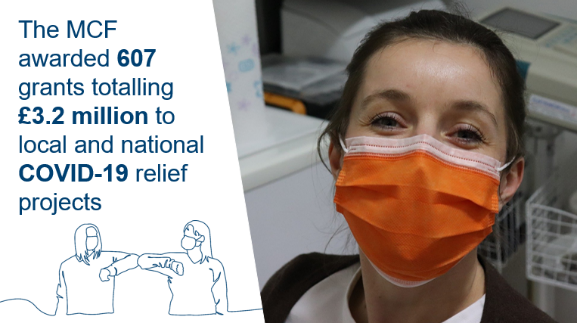 The MCF
awarded 607
grants totalling
£3.2 million to
local and national
COVID-19 relief
projects